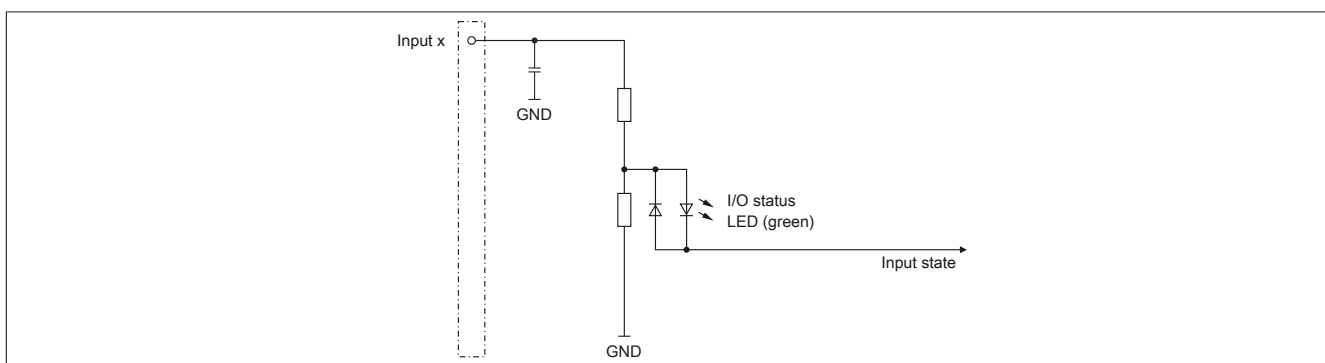 Input x
GND
I/O status
LED (green)
Input state
GND